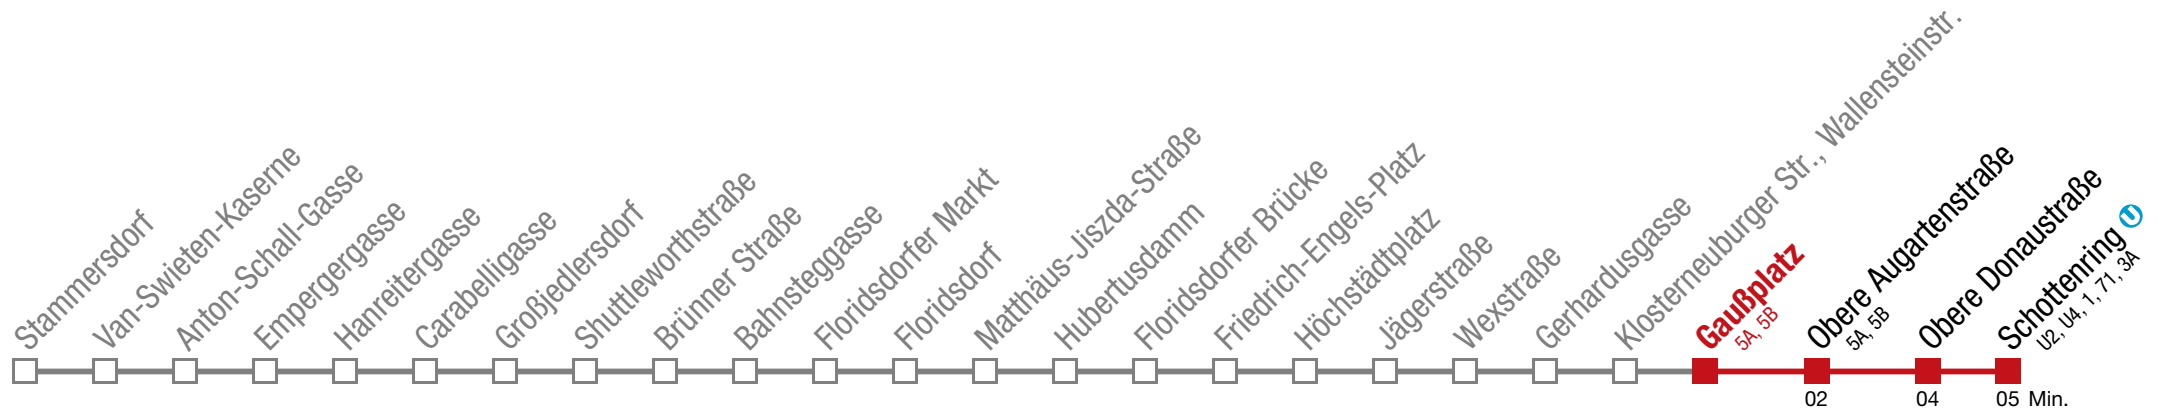 Stammersdorf
Van-Swieten-Kaserne
Anton-Schall-Gasse
Empergergasse
Hanreitergasse
Carabelligasse
Großjedlersdorf
Shuttleworthstraße
Brünner Straße
Bahnsteggasse
Floridsdorfer Markt
Floridsdorf
Matthäus-Jiszda-Straße
Hubertusdamm
Floridsdorfer Brücke
Friedrich-Engels-Platz
Höchstädtplatz
Jägerstraße
Wexstraße
Gerhardusgasse
Klosterneuburger Str., Wallensteinstr.
Gaußplatz
5A, 5B
Obere Augartenstraße
5A, 5B
Obere Donaustraße
Schottenring U
U2, U4, 1, 71, 3A
02 04 05 Min.